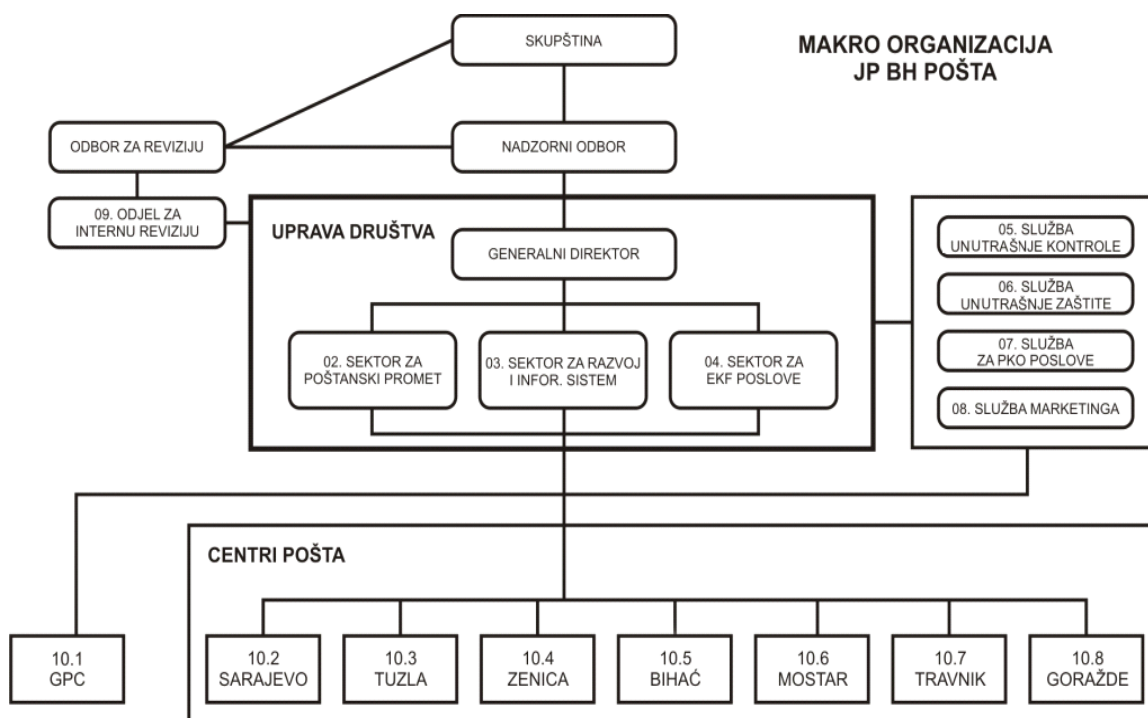 MAKRO ORGANIZACIJA
JP BH POŠTA
SKUPŠTINA
ODBOR ZA REVIZIJU
NADZORNI ODBOR
09. ODJEL ZA
INTERNU REVIZIJU
UPRAVA DRUŠTVA
GENERALNI DIREKTOR
02. SEKTOR ZA
POŠTANSKI PROMET
03. SEKTOR ZA RAZVOJ
I INFOR. SISTEM
04. SEKTOR ZA
EKF POSLOVE
05. SLUŽBA
UNUTRAŠNJE KONTROLE
06. SLUŽBA
UNUTRAŠNJE ZAŠTITE
07. SLUŽBA
ZA PKO POSLOVE
08. SLUŽBA MARKETINGA
CENTRI POŠTA
10.1
GPC
10.2
SARAJEVO
10.3
TUZLA
10.4
ZENICA
10.5
BIHAĆ
10.6
MOSTAR
10.7
TRAVNIK
10.8
GORAŽDE